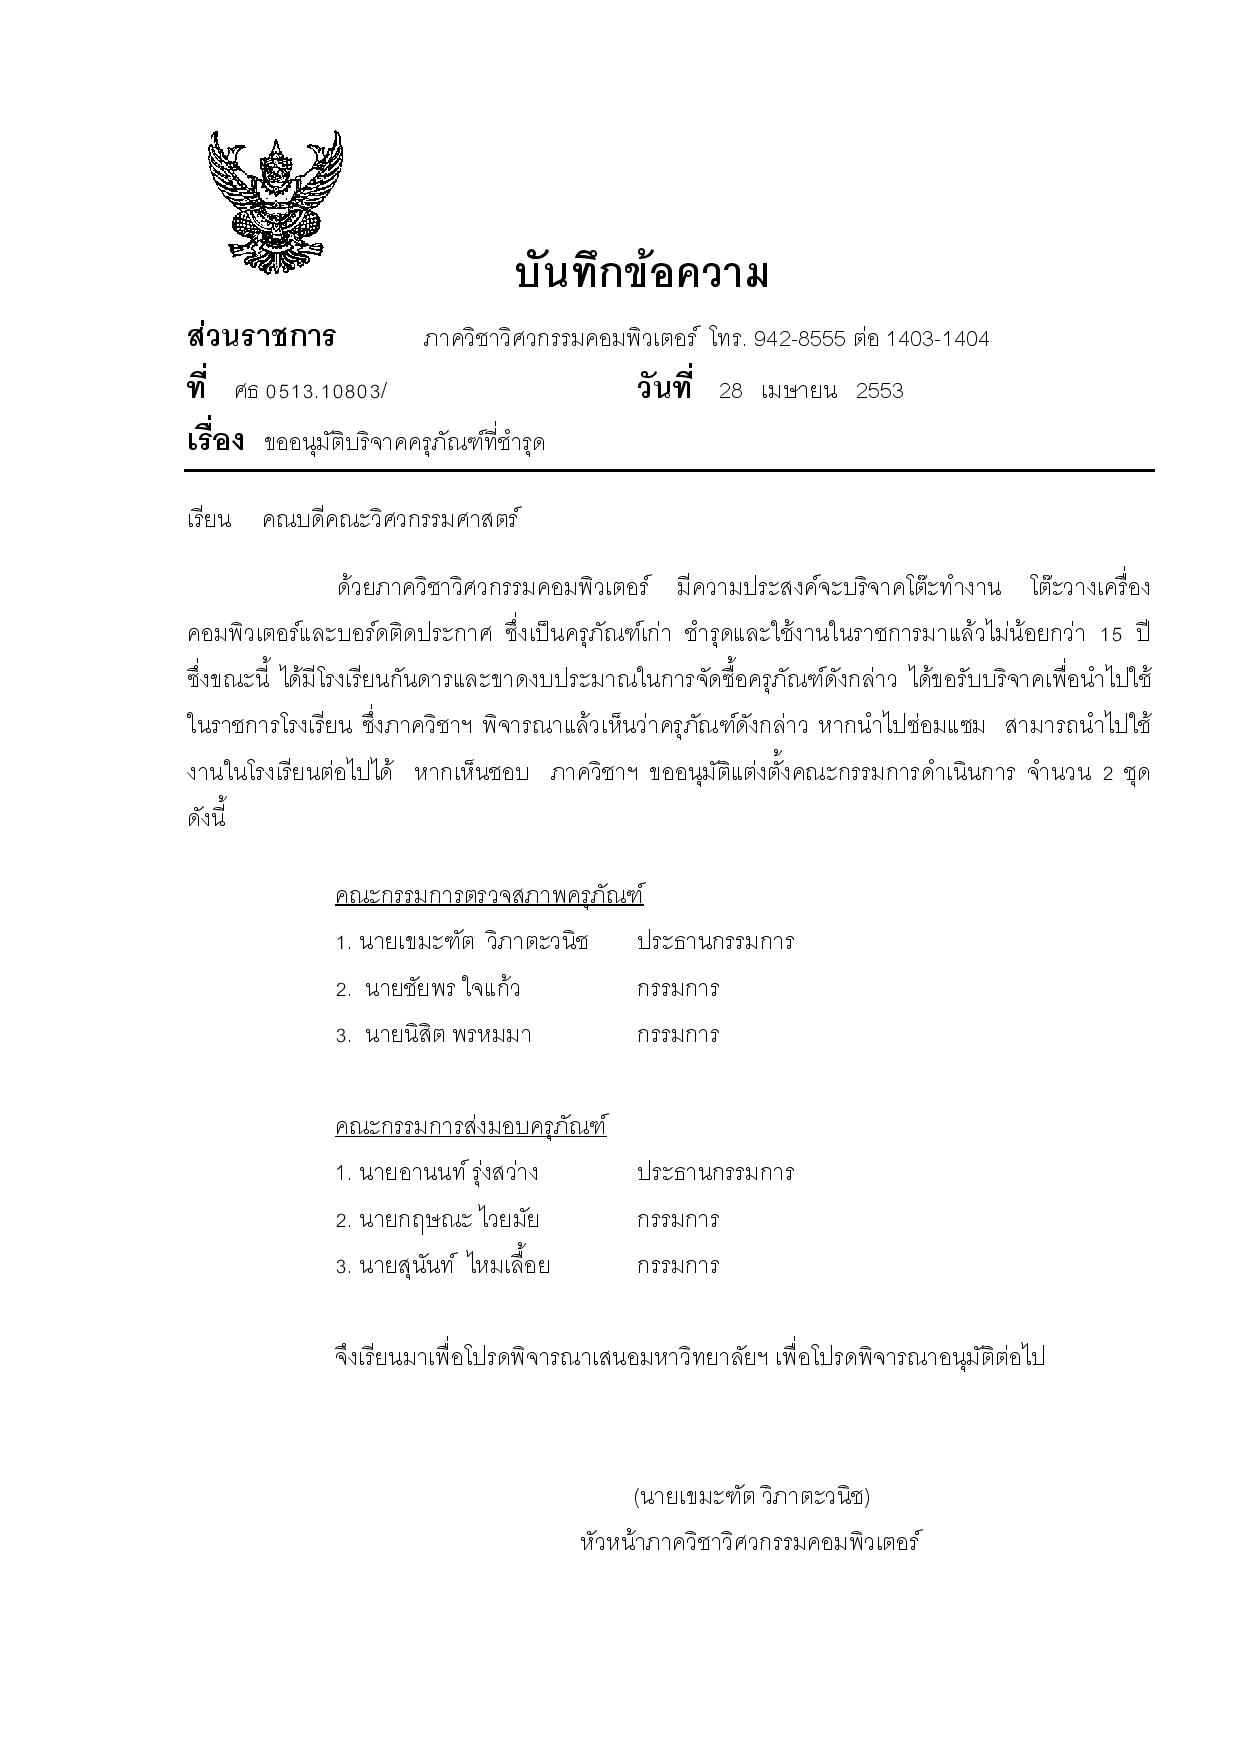 บันทึกข้อความ
ส่วนราชการ ภาควิชาวิศวกรรมคอมพิวเตอร์ โทร. 942-8555 ต่อ 1403-1404
ที่ ศธ 0513.10803/ วันที่ 28 เมษายน 2553
เรื่อง ขออนุมัติบริจาคครุภัณฑ์ที่ชำรุด
เรียน คณบดีคณะวิศวกรรมศาสตร์
ด้วยภาควิชาวิศวกรรมคอมพิวเตอร์ มีความประสงค์จะบริจาคโต๊ะทำงาน โต๊ะวางเครื่อง
คอมพิวเตอร์และบอร์ดติดประกาศ ซึ่งเป็นครุภัณฑ์เก่า ชำรุดและใช้งานในราชการมาแล้วไม่น้อยกว่า 15 ปี
ซึ่งขณะนี้ ได้มีโรงเรียนกันดารและขาดงบประมาณในการจัดซื้อครุภัณฑ์ดังกล่าว ได้ขอรับบริจาคเพื่อนำไปใช้
ในราชการโรงเรียน ซึ่งภาควิชาฯ พิจารณาแล้วเห็นว่าครุภัณฑ์ดังกล่าว หากนำไปซ่อมแซม สามารถนำไปใช้
งานในโรงเรียนต่อไปได้ หากเห็นชอบ ภาควิชาฯ ขออนุมัติแต่งตั้งคณะกรรมการดำเนินการ จำนวน 2 ชุด
ดังนี้
คณะกรรมการตรวจสภาพครุภัณฑ์
1. นายเขมะฑัต วิภาตะวนิช ประธานกรรมการ
2. นายชัยพร ใจแก้ว กรรมการ
3. นายนิสิต พรหมมา กรรมการ
คณะกรรมการส่งมอบครุภัณฑ์
1. นายอานนท์ รุ่งสว่าง ประธานกรรมการ
2. นายกฤษณะ ไวยมัย กรรมการ
3. นายสุนันท์ ไหมเลื้อย กรรมการ
จึงเรียนมาเพื่อโปรดพิจารณาเสนอมหาวิทยาลัยฯ เพื่อโปรดพิจารณาอนุมัติต่อไป
(นายเขมะฑัต วิภาตะวนิช)
หัวหน้าภาควิชาวิศวกรรมคอมพิวเตอร์